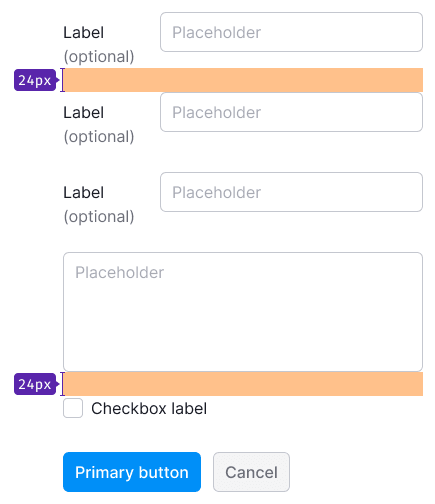 Label
Placeholder
(optional)
24px
Label
Placeholder
(optional)
Label
Placeholder
(optional)
Placeholder
24px
Checkbox label
Primary button
Cancel